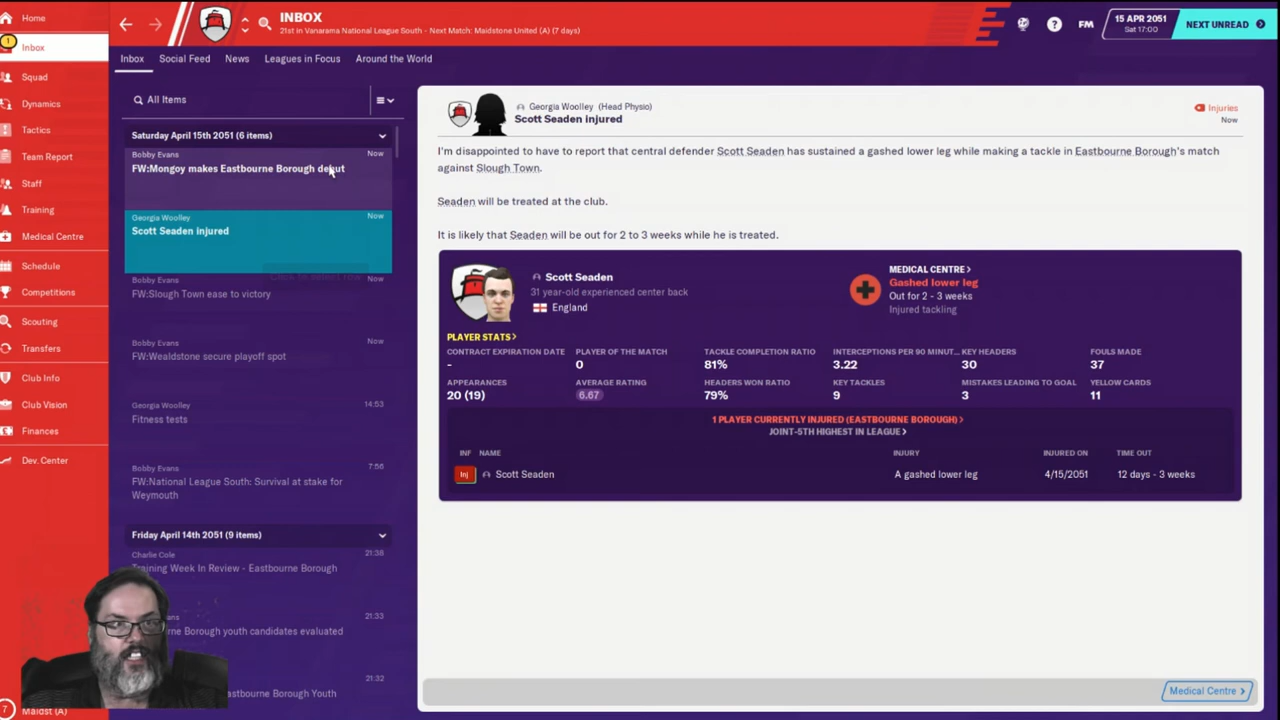 Home
INBOX
21st in Vanarama National League South - Next Match: Maidstone United (A) (7 days)
FM
15 APR 2051
Sat 17:00
NEXT UNREAD
1
Inbox
Squad
Dynamics
Tactics
Team Report
Staff
Training
Medical Centre
Schedule
Competitions
Scouting
Transfers
Club Info
Club Vision
Finances
Dev. Center
7
Maidst (A)
Inbox
Social Feed
News
Leagues in Focus
Around the World
All Items
Saturday April 15th 2051 (6 items)
Bobby Evans
Now
FW:Mongoy makes Eastbourne Borough debut
Georgia Woolley
Now
Scott Seaden injured
Bobby Evans
Now
FW:Slough Town ease to victory
Bobby Evans
Now
FW:Wealdstone secure playoff spot
Georgia Woolley
14:53
Fitness tests
Bobby Evans
7:56
FW:National League South: Survival at stake for
Weymouth
Friday April 14th 2051 (9 items)
Charlie Cole
21:38
Training Week In Review - Eastbourne Borough
ans
21:33
rne Borough youth candidates evaluated
21:32
astbourne Borough Youth
Georgia Woolley (Head Physio)
Scott Seaden injured
Injuries
Now
I'm disappointed to have to report that central defender Scott Seaden has sustained a gashed lower leg while making a tackle in Eastbourne Borough's match
against Slough Town.
Seaden will be treated at the club.
It is likely that Seaden will be out for 2 to 3 weeks while he is treated.
Scott Seaden
31 year-old experienced center back
England
MEDICAL CENTRE
Gashed lower leg
Out for 2 - 3 weeks
Injured tackling
PLAYER STATS
CONTRACT EXPIRATION DATE PLAYER OF THE MATCH TACKLE COMPLETION RATIO INTERCEPTIONS PER 90 MINUT... KEY HEADERS FOULS MADE
- 0 81% 3.22 30 37
APPEARANCES AVERAGE RATING HEADERS WON RATIO KEY TACKLES MISTAKES LEADING TO GOAL YELLOW CARDS
20 (19) 6.67 79% 9 3 11
1 PLAYER CURRENTLY INJURED (EASTBOURNE BOROUGH)
JOINT-5TH HIGHEST IN LEAGUE
INF NAME INJURY INJURED ON TIME OUT
Inj Scott Seaden A gashed lower leg 4/15/2051 12 days - 3 weeks
Medical Centre